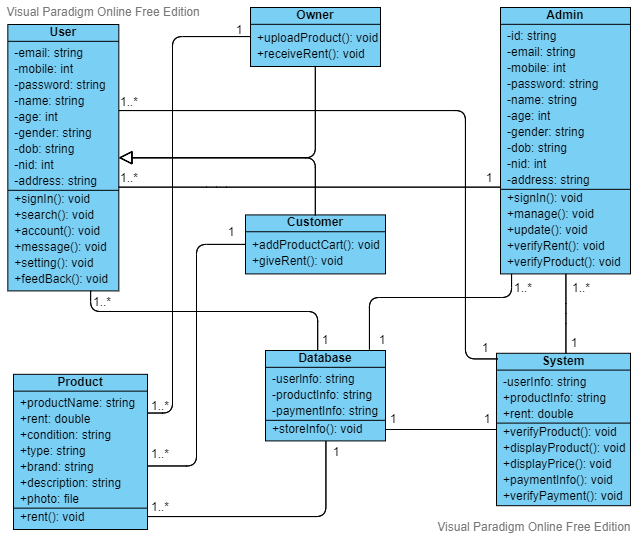 Visual Paradigm Online Free Edition
User
-email: string
-mobile: int
-password: string
-name: string
-age: int
-gender: string
-dob: string
-nid: int
-address: string
+signIn(): void
+search(): void
+account(): void
+message(): void
+setting(): void
+feedBack(): void
Owner
+uploadProduct(): void
+receiveRent(): void
Admin
-id: string
-email: string
-mobile: int
-password: string
-name: string
-age: int
-gender: string
-dob: string
-nid: int
-address: string
+signIn(): void
+manage(): void
+update(): void
+verifyRent(): void
+verifyProduct(): void
1
1..*
1..*
1
Customer
+addProductCart(): void
+giveRent(): void
1
1..*
1
1
1..*
1..*
1
1
Database
-userInfo: string
-productInfo: string
-paymentInfo: string
+storeInfo(): void
1
1
1
System
-userInfo: string
+productInfo: string
+rent: double
+verifyProduct(): void
+displayProduct(): void
+displayPrice(): void
+paymentInfo(): void
+verifyPayment(): void
Product
+productName: string
+rent: double
+condition: string
+type: string
+brand: string
+description: string
+photo: file
+rent(): void
1..*
1..*
1..*
Visual Paradigm Online Free Edition